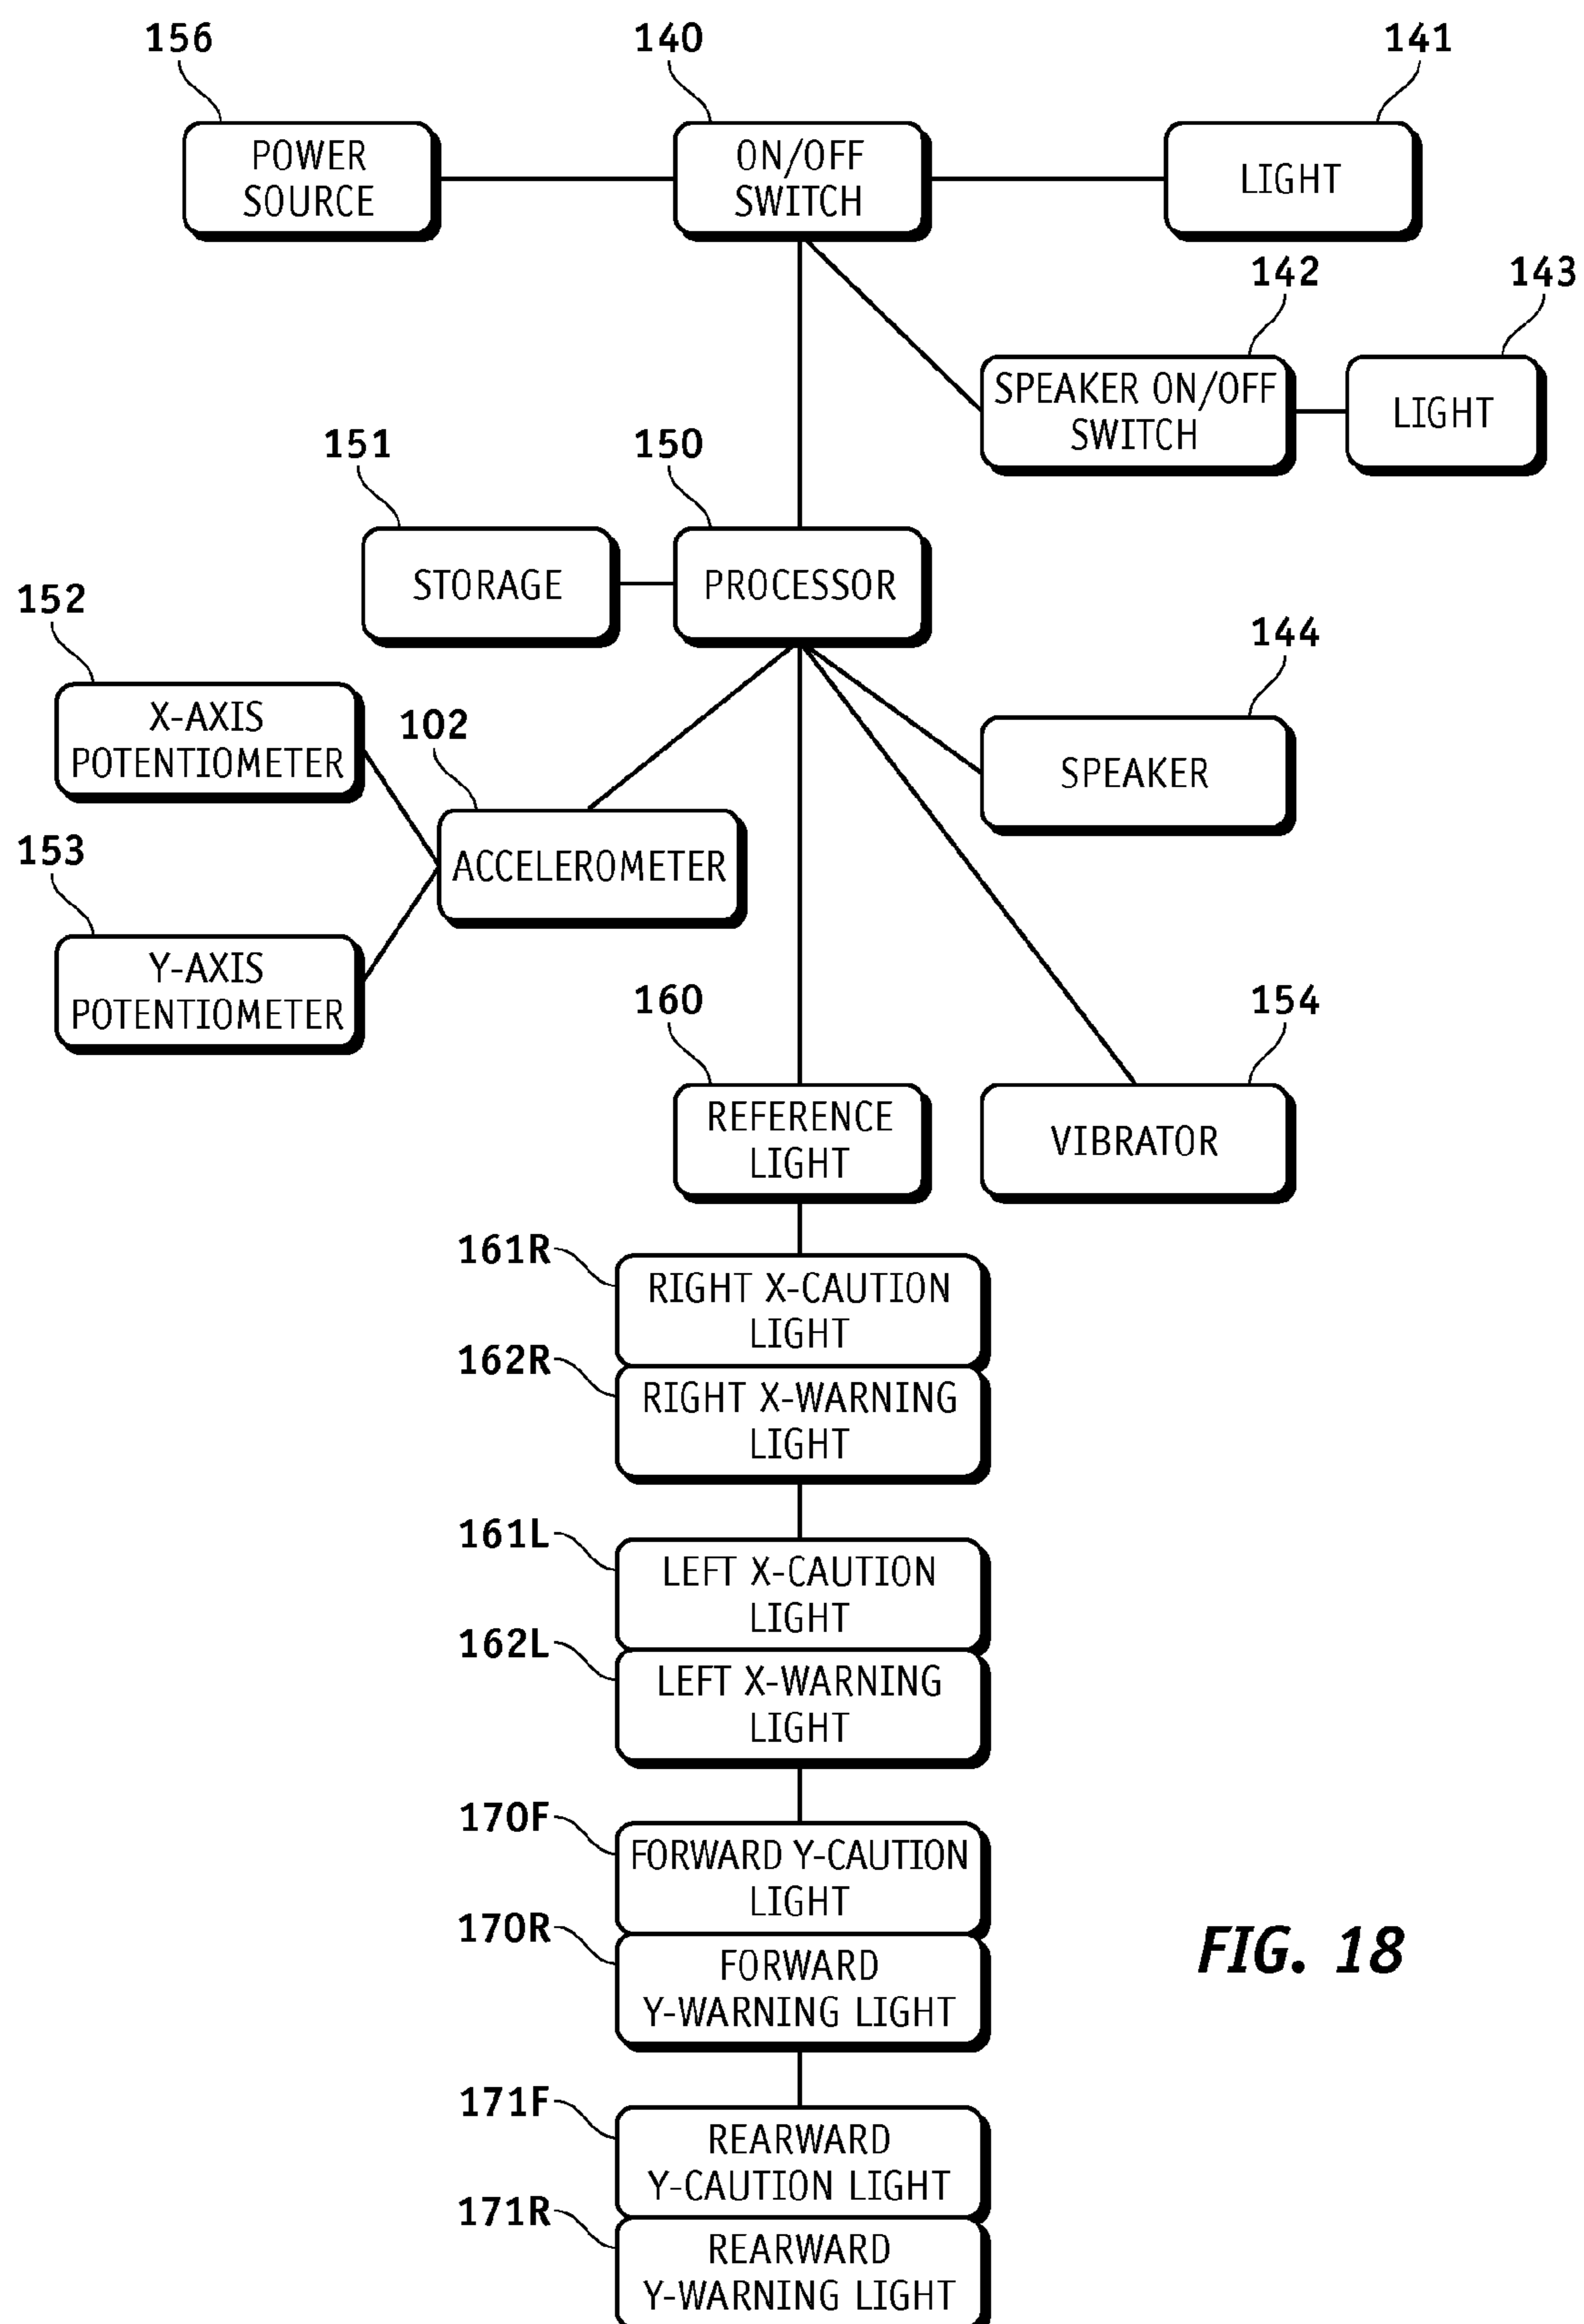 156
140
141
POWER
SOURCE
ON/OFF
SWITCH
LIGHT
142
143
SPEAKER ON/OFF
SWITCH
LIGHT
151
150
STORAGE
PROCESSOR
152
144
X-AXIS
POTENTIOMETER
102
SPEAKER
153
ACCELEROMETER
Y-AXIS
POTENTIOMETER
160
154
REFERENCE
LIGHT
VIBRATOR
161R
RIGHT X-CAUTION
LIGHT
162R
RIGHT X-WARNING
LIGHT
161L
LEFT X-CAUTION
LIGHT
162L
LEFT X-WARNING
LIGHT
170F
FORWARD Y-CAUTION
LIGHT
170R
FORWARD
Y-WARNING LIGHT
FIG. 18
171F
REARWARD
Y-CAUTION LIGHT
171R
REARWARD
Y-WARNING LIGHT